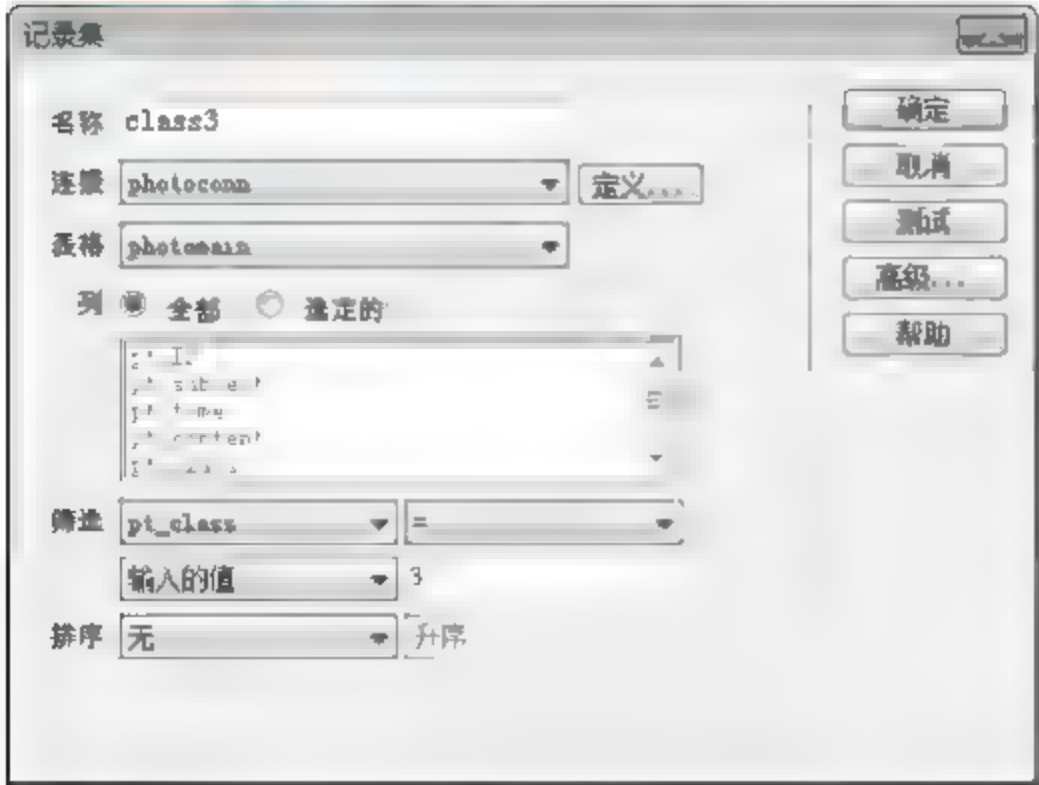 记录集
名称 class3
连接 photoconn 定义...
表格 photomain
列 全部 选定的
筛选 pt_class =
输入的值 3
排序 无 升序
确定
取消
测试
高级...
帮助